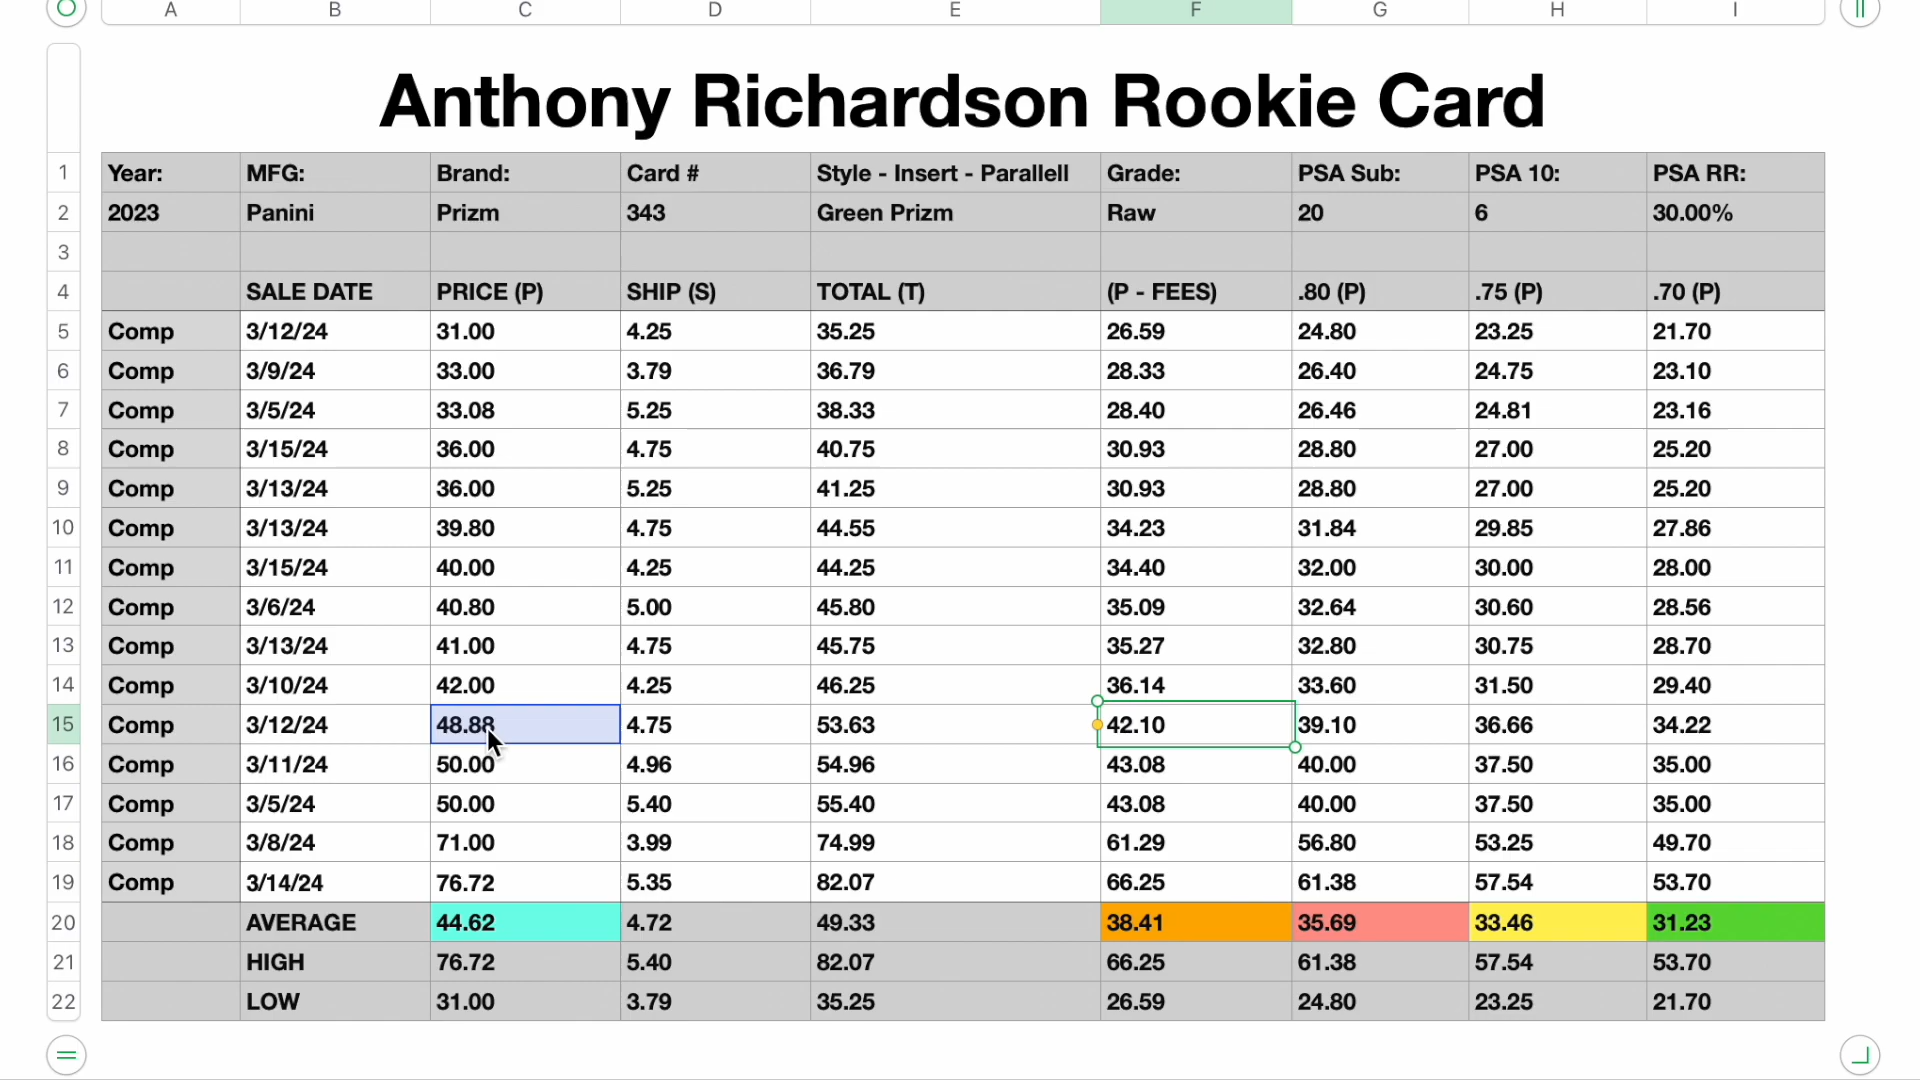 A B C D E F G H I
Anthony Richardson Rookie Card
1 Year: MFG: Brand: Card # Style - Insert - Parallell Grade: PSA Sub: PSA 10: PSA RR:
2 2023 Panini Prizm 343 Green Prizm Raw 20 6 30.00%
3
4 SALE DATE PRICE (P) SHIP (S) TOTAL (T) (P - FEES) .80 (P) .75 (P) .70 (P)
5 Comp 3/12/24 31.00 4.25 35.25 26.59 24.80 23.25 21.70
6 Comp 3/9/24 33.00 3.79 36.79 28.33 26.40 24.75 23.10
7 Comp 3/5/24 33.08 5.25 38.33 28.40 26.46 24.81 23.16
8 Comp 3/15/24 36.00 4.75 40.75 30.93 28.80 27.00 25.20
9 Comp 3/13/24 36.00 5.25 41.25 30.93 28.80 27.00 25.20
10 Comp 3/13/24 39.80 4.75 44.55 34.23 31.84 29.85 27.86
11 Comp 3/15/24 40.00 4.25 44.25 34.40 32.00 30.00 28.00
12 Comp 3/6/24 40.80 5.00 45.80 35.09 32.64 30.60 28.56
13 Comp 3/13/24 41.00 4.75 45.75 35.27 32.80 30.75 28.70
14 Comp 3/10/24 42.00 4.25 46.25 36.14 33.60 31.50 29.40
15 Comp 3/12/24 48.88 4.75 53.63 42.10 39.10 36.66 34.22
16 Comp 3/11/24 50.00 4.96 54.96 43.08 40.00 37.50 35.00
17 Comp 3/5/24 50.00 5.40 55.40 43.08 40.00 37.50 35.00
18 Comp 3/8/24 71.00 3.99 74.99 61.29 56.80 53.25 49.70
19 Comp 3/14/24 76.72 5.35 82.07 66.25 61.38 57.54 53.70
20 AVERAGE 44.62 4.72 49.33 38.41 35.69 33.46 31.23
21 HIGH 76.72 5.40 82.07 66.25 61.38 57.54 53.70
22 LOW 31.00 3.79 35.25 26.59 24.80 23.25 21.70